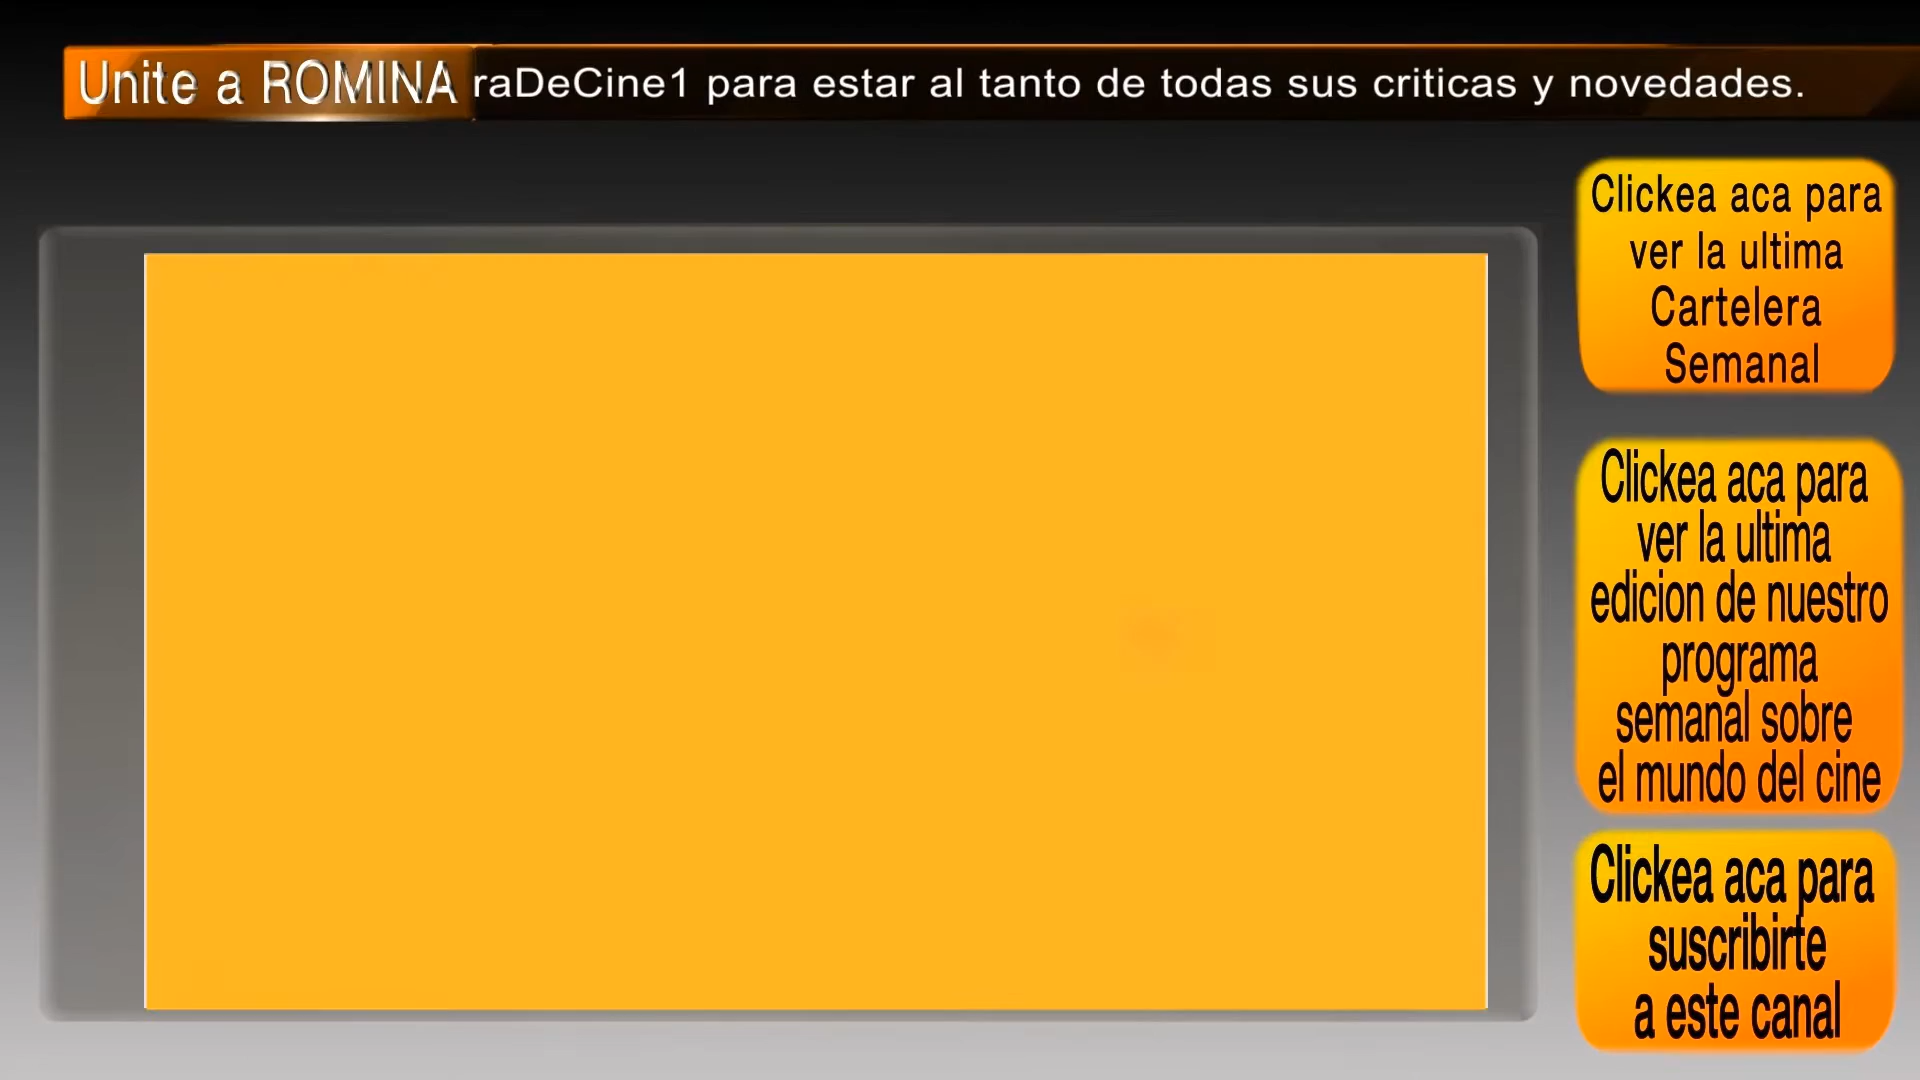 Unite a ROMINA raDeCine1 para estar al tanto de todas sus criticas y novedades.
Clickea aca para
ver la ultima
Cartelera
Semanal
Clickea aca para
ver la ultima
edicion de nuestro
programa
semanal sobre
el mundo del cine
Clickea aca para
suscribirte
a este canal